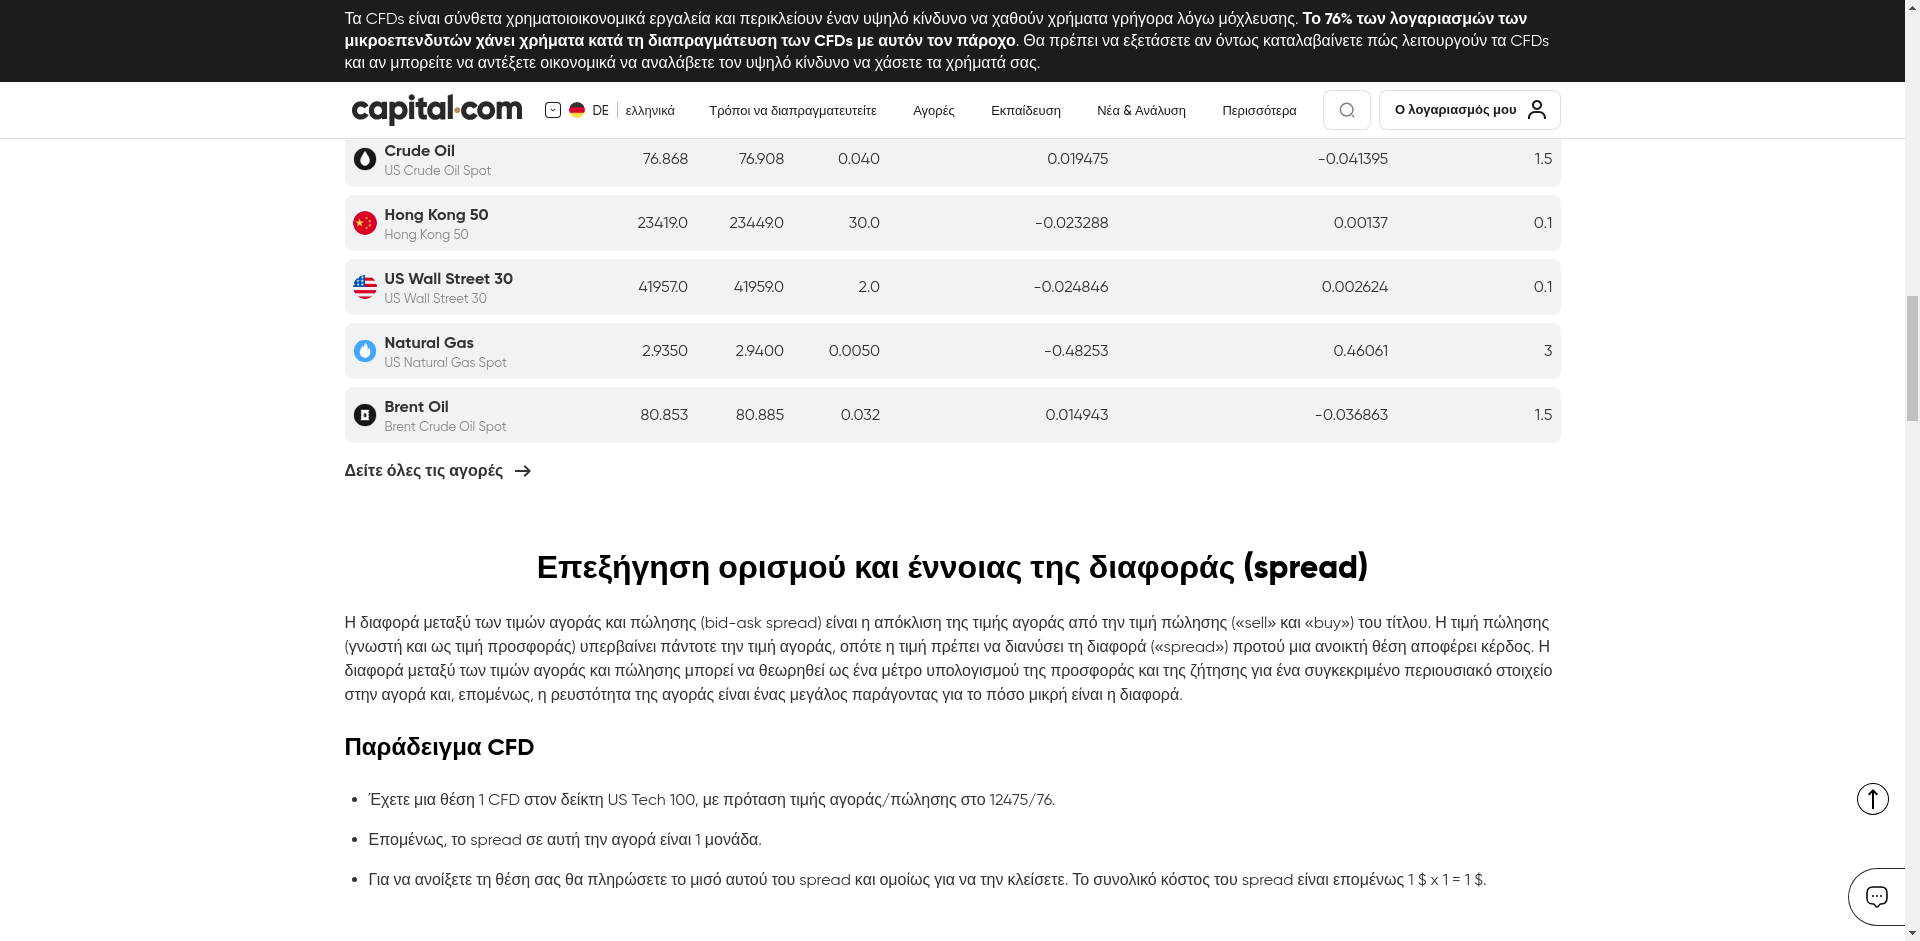 Τα CFDs είναι σύνθετα χρηματοιοικονομικά εργαλεία και περικλείουν έναν υψηλό κίνδυνο να χαθούν χρήματα γρήγορα λόγω μόχλευσης. Το 76% των λογαριασμών των
μικροεπενδυτών χάνει χρήματα κατά τη διαπραγμάτευση των CFDs με αυτόν τον πάροχο. Θα πρέπει να εξετάσετε αν όντως καταλαβαίνετε πώς λειτουργούν τα CFDs
και αν μπορείτε να αντέξετε οικονομικά να αναλάβετε τον υψηλό κίνδυνο να χάσετε τα χρήματά σας.
capital.com DE ελληνικά Τρόποι να διαπραγματευτείτε Αγορές Εκπαίδευση Νέα & Ανάλυση Περισσότερα Ο λογαριασμός μου
Crude Oil 76.868 76.908 0.040 0.019475 -0.041395 1.5
US Crude Oil Spot
Hong Kong 50 23419.0 23449.0 30.0 -0.023288 0.00137 0.1
Hong Kong 50
US Wall Street 30 41957.0 41959.0 2.0 -0.024846 0.002624 0.1
US Wall Street 30
Natural Gas 2.9350 2.9400 0.0050 -0.48253 0.46061 3
US Natural Gas Spot
Brent Oil 80.853 80.885 0.032 0.014943 -0.036863 1.5
Brent Crude Oil Spot
Δείτε όλες τις αγορές
Επεξήγηση ορισμού και έννοιας της διαφοράς (spread)
Η διαφορά μεταξύ των τιμών αγοράς και πώλησης (bid-ask spread) είναι η απόκλιση της τιμής αγοράς από την τιμή πώλησης («sell» και «buy») του τίτλου. Η τιμή πώλησης
(γνωστή και ως τιμή προσφοράς) υπερβαίνει πάντοτε την τιμή αγοράς, οπότε η τιμή πρέπει να διανύσει τη διαφορά («spread») προτού μια ανοικτή θέση αποφέρει κέρδος. Η
διαφορά μεταξύ των τιμών αγοράς και πώλησης μπορεί να θεωρηθεί ως ένα μέτρο υπολογισμού της προσφοράς και της ζήτησης για ένα συγκεκριμένο περιουσιακό στοιχείο
στην αγορά και, επομένως, η ρευστότητα της αγοράς είναι ένας μεγάλος παράγοντας για το πόσο μικρή είναι η διαφορά.
Παράδειγμα CFD
• Έχετε μια θέση 1 CFD στον δείκτη US Tech 100, με πρόταση τιμής αγοράς/πώλησης στο 12475/76.
• Επομένως, το spread σε αυτή την αγορά είναι 1 μονάδα.
• Για να ανοίξετε τη θέση σας θα πληρώσετε το μισό αυτού του spread και ομοίως για να την κλείσετε. Το συνολικό κόστος του spread είναι επομένως 1 $ x 1 = 1 $.